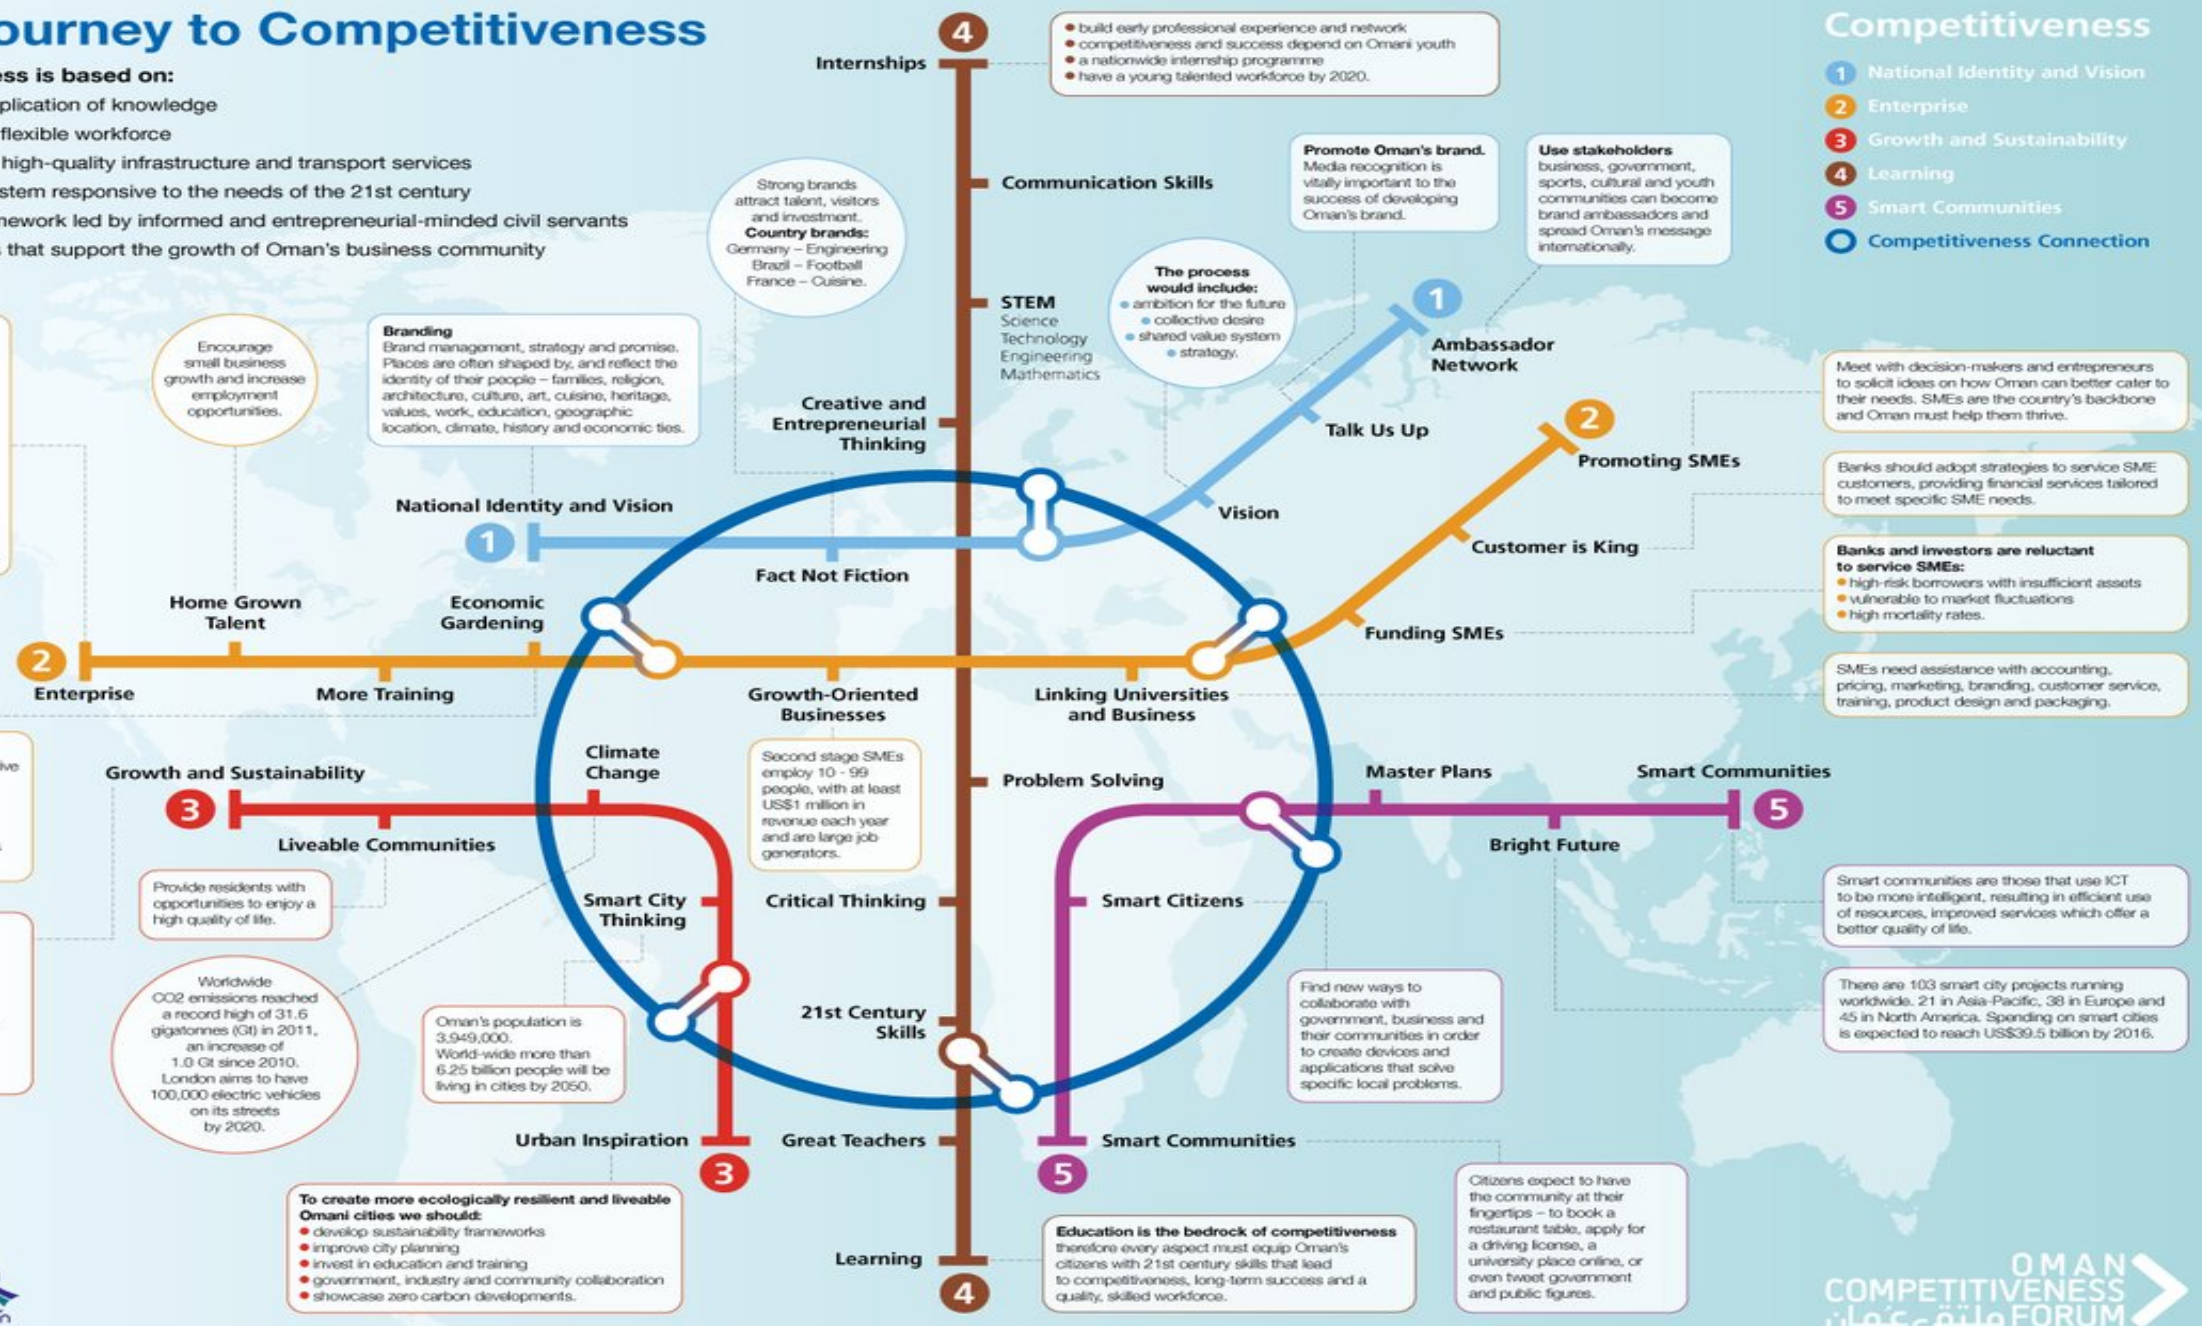 ourney to Competitiveness
ess is based on:
plication of knowledge
flexible workforce
high-quality infrastructure and transport services
stem responsive to the needs of the 21st century
nework led by informed and entrepreneurial-minded civil servants
s that support the growth of Oman's business community
4
Internships
• build early professional experience and network
• competitiveness and success depend on Omani youth
• a nationwide internship programme
• have a young talented workforce by 2020.
Competitiveness
1 National Identity and Vision
2 Enterprise
3 Growth and Sustainability
4 Learning
5 Smart Communities
Competitiveness Connection
Communication Skills
Strong brands
attract talent, visitors
and investment.
Country brands:
Germany – Engineering
Brazil – Football
France – Cuisine.
Promote Oman's brand.
Media recognition is
vitally important to the
success of developing
Oman's brand.
Use stakeholders
business, government,
sports, cultural and youth
communities can become
brand ambassadors and
spread Oman's message
internationally.
STEM
Science
Technology
Engineering
Mathematics
The process
would include:
• ambition for the future
• collective desire
• shared value system
• strategy.
1
Ambassador
Network
Talk Us Up
Vision
Encourage
small business
growth and increase
employment
opportunities.
Branding
Brand management, strategy and promise.
Places are often shaped by, and reflect the
identity of their people – families, religion,
architecture, culture, art, cuisine, heritage,
values, work, education, geographic
location, climate, history and economic ties.
Creative and
Entrepreneurial
Thinking
National Identity and Vision
1
Fact Not Fiction
2
Promoting SMEs
Meet with decision-makers and entrepreneurs
to solicit ideas on how Oman can better cater to
their needs. SMEs are the country's backbone
and Oman must help them thrive.
Customer is King
Banks should adopt strategies to service SME
customers, providing financial services tailored
to meet specific SME needs.
Funding SMEs
Banks and investors are reluctant
to service SMEs:
• high-risk borrowers with insufficient assets
• vulnerable to market fluctuations
• high mortality rates.
Home Grown
Talent
Economic
Gardening
2
Enterprise
More Training
Growth-Oriented
Businesses
Linking Universities
and Business
SMEs need assistance with accounting,
pricing, marketing, branding, customer service,
training, product design and packaging.
Second stage SMEs
employ 10 - 99
people, with at least
US$1 million in
revenue each year
and are large job
generators.
ive
Growth and Sustainability
3
Climate
Change
Liveable Communities
Problem Solving
Master Plans
Smart Communities
5
Bright Future
Provide residents with
opportunities to enjoy a
high quality of life.
Smart City
Thinking
Critical Thinking
Smart Citizens
Smart communities are those that use ICT
to be more intelligent, resulting in efficient use
of resources, improved services which offer a
better quality of life.
Worldwide
CO2 emissions reached
a record high of 31.6
gigatonnes (Gt) in 2011,
an increase of
1.0 Gt since 2010.
London aims to have
100,000 electric vehicles
on its streets
by 2020.
Oman's population is
3,949,000.
World-wide more than
6.25 billion people will be
living in cities by 2050.
21st Century
Skills
Find new ways to
collaborate with
government, business and
their communities in order
to create devices and
applications that solve
specific local problems.
There are 103 smart city projects running
worldwide. 21 in Asia-Pacific, 38 in Europe and
45 in North America. Spending on smart cities
is expected to reach US$39.5 billion by 2016.
Urban Inspiration
3
Great Teachers
5
Smart Communities
To create more ecologically resilient and liveable
Omani cities we should:
• develop sustainability frameworks
• improve city planning
• invest in education and training
• government, industry and community collaboration
• showcase zero carbon developments.
Learning
4
Education is the bedrock of competitiveness
therefore every aspect must equip Oman's
citizens with 21st century skills that lead
to competitiveness, long-term success and a
quality, skilled workforce.
Citizens expect to have
the community at their
fingertips – to book a
restaurant table, apply for
a driving license, a
university place online, or
even tweet government
and public figures.
OMAN
COMPETITIVENESS
FORUM